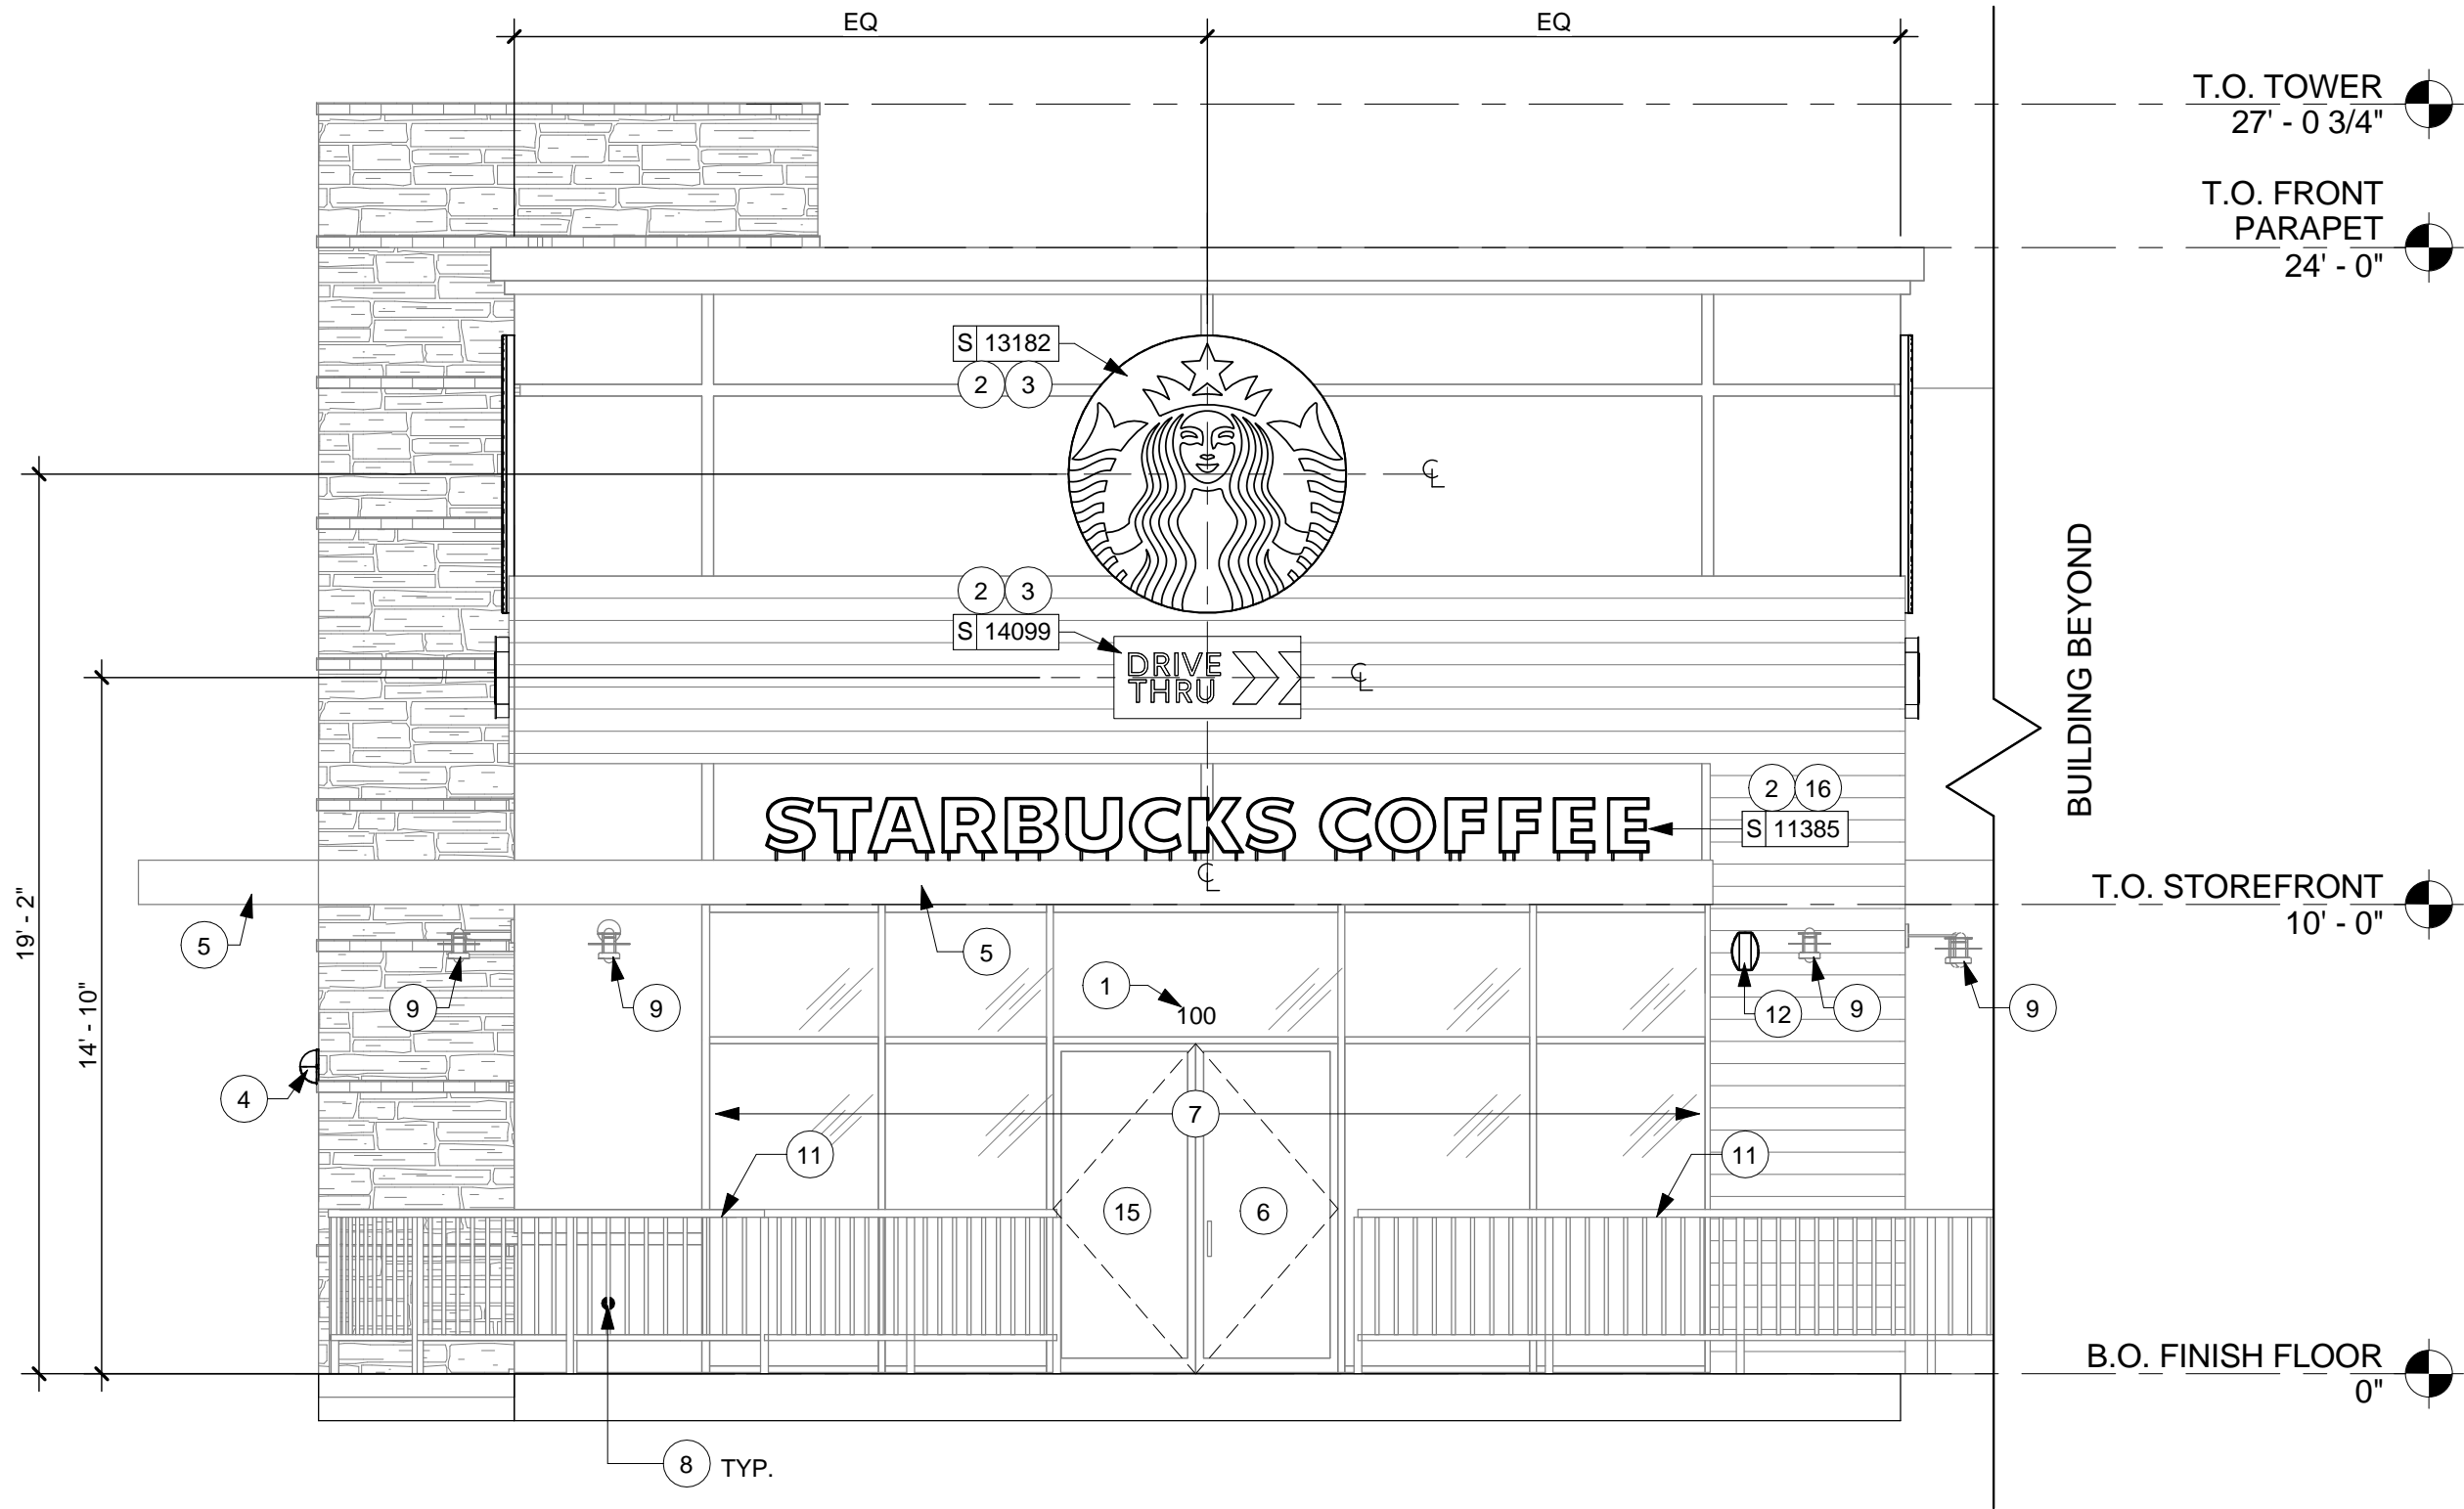 EQ
EQ
T.O. TOWER
27' - 0 3/4"
T.O. FRONT
PARAPET
24' - 0"
S 13182
2 3
2 3
S 14099
DRIVE
THRU
BUILDING BEYOND
2 16
S 11385
STARBUCKS COFFEE
T.O. STOREFRONT
10' - 0"
19' - 2"
14' - 10"
5
5
9
9
1
100
12
9
9
4
7
11
11
15
6
B.O. FINISH FLOOR
0"
8 TYP.